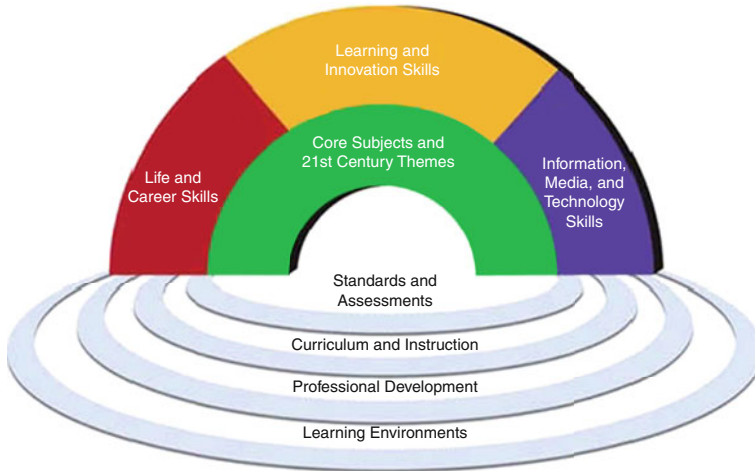 Learning and
Innovation Skills
Core Subjects and
21st Century Themes
Life and
Career Skills
Information,
Media, and
Technology
Skills
Standards and
Assessments
Curriculum and Instruction
Professional Development
Learning Environments